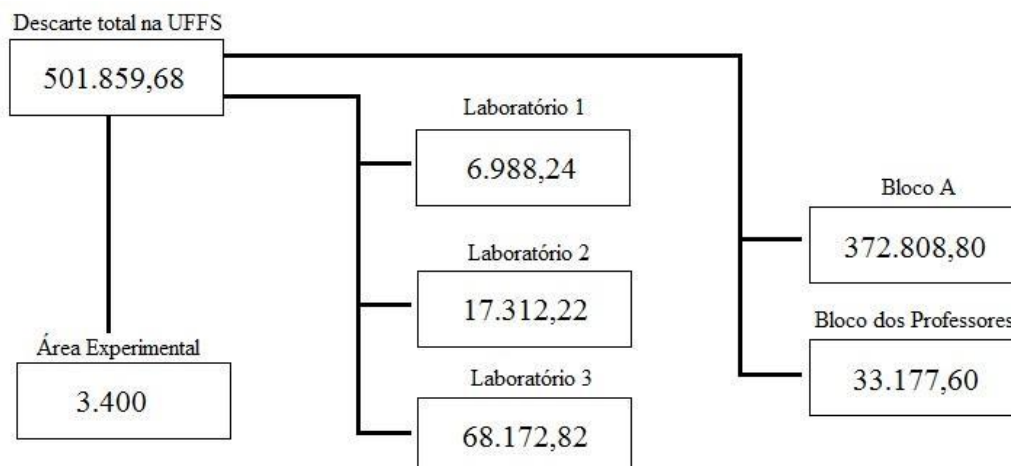 Descarte total na UFFS
501.859,68
Laboratório 1
6.988,24
Laboratório 2
17.312,22
Laboratório 3
68.172,82
Bloco A
372.808,80
Bloco dos Professores
33.177,60
Área Experimental
3.400